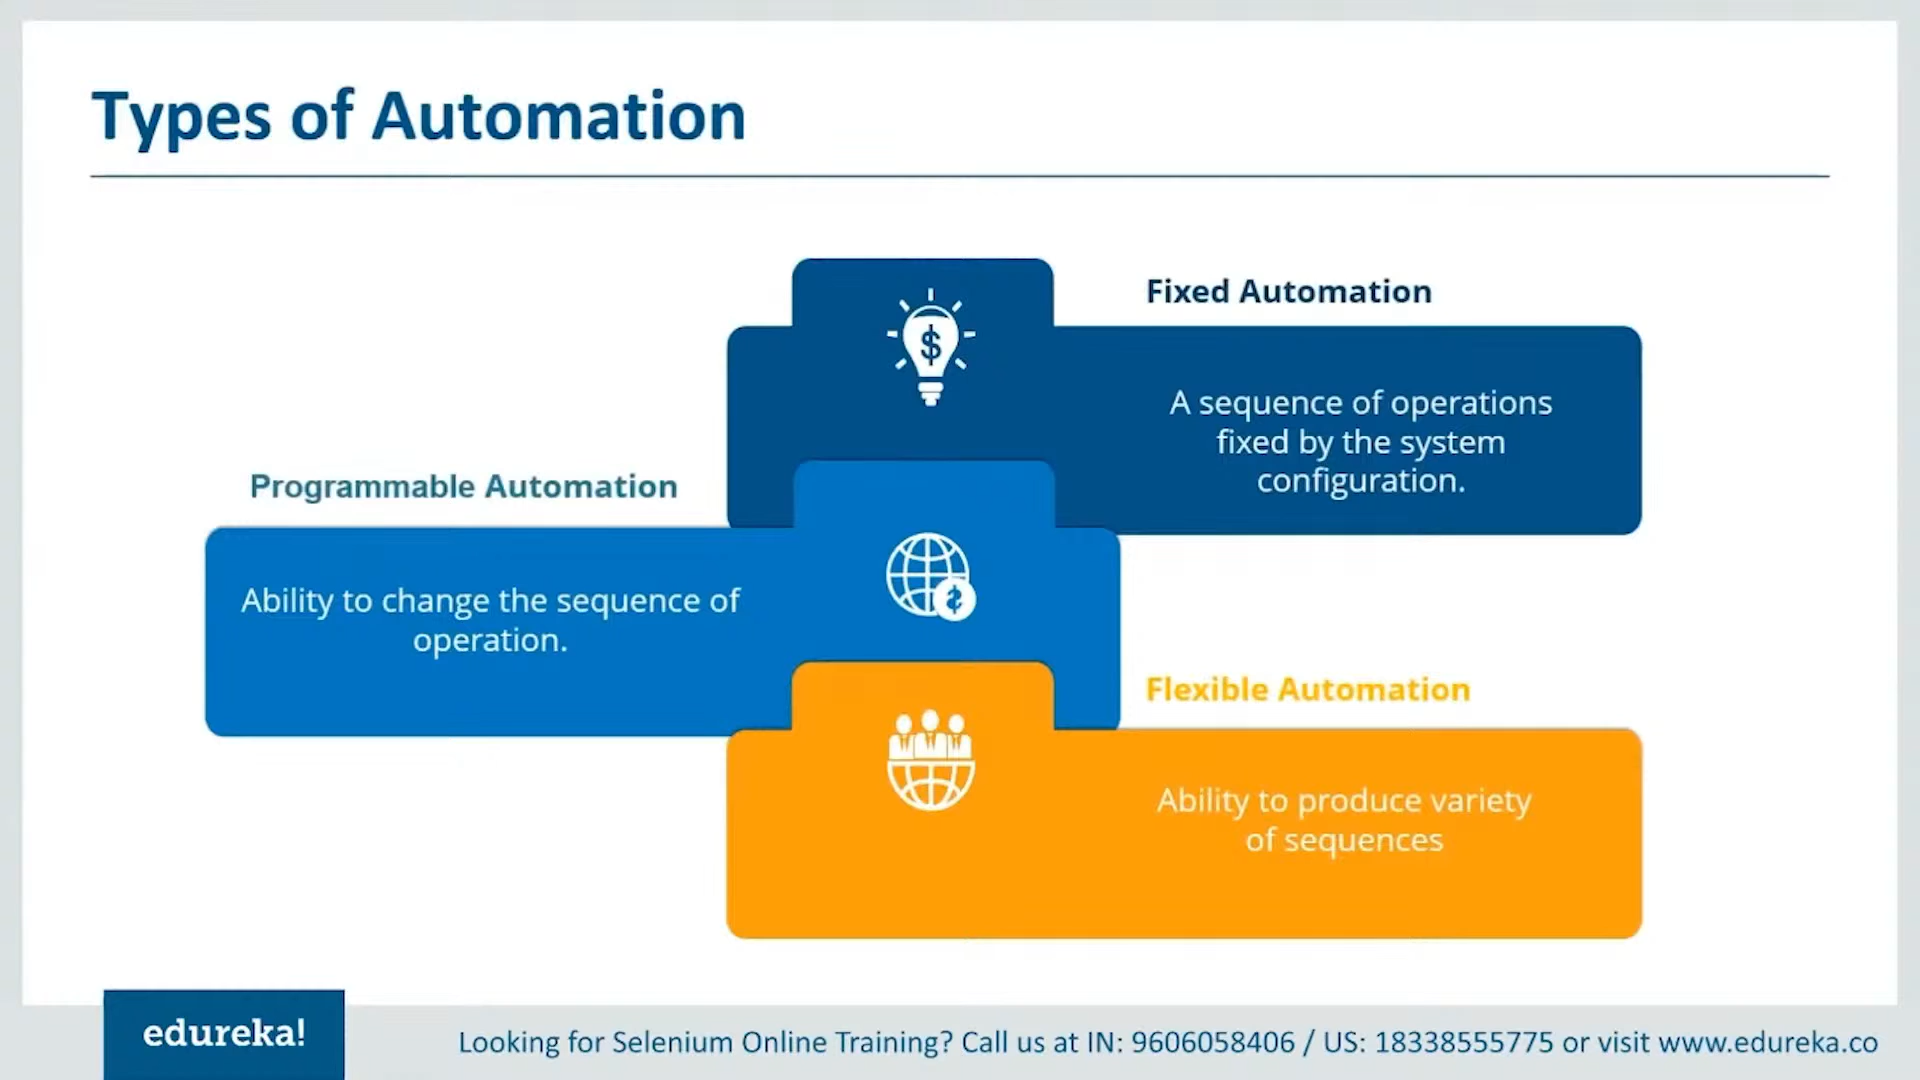 Types of Automation
Fixed Automation
$
A sequence of operations
fixed by the system
configuration.
Programmable Automation
Ability to change the sequence of
operation.
$
Flexible Automation
Ability to produce variety
of sequences
edureka!
Looking for Selenium Online Training? Call us at IN: 9606058406 / US: 18338555775 or visit www.edureka.co